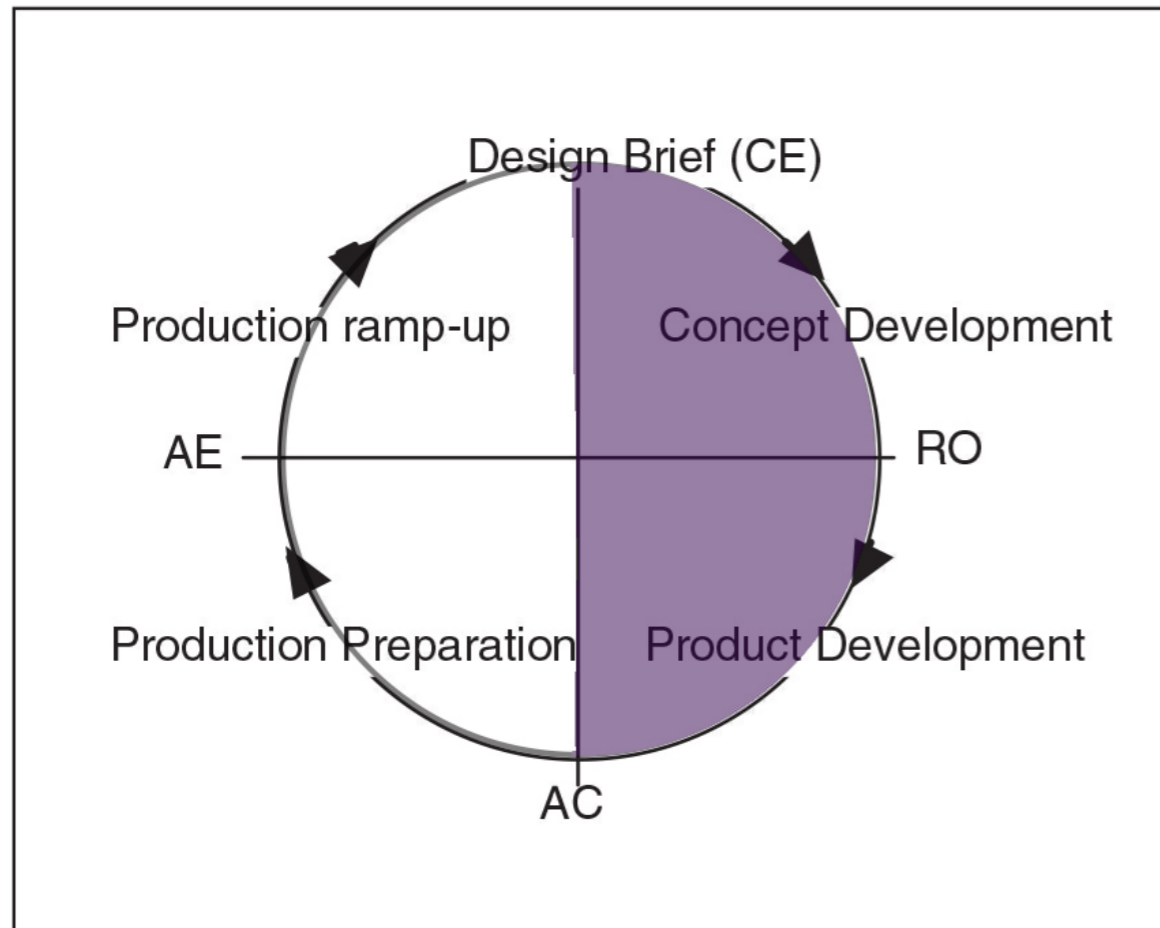 Design Brief (CE)
Production ramp-up
Concept Development
AE
RO
Production Preparation
Product Development
AC